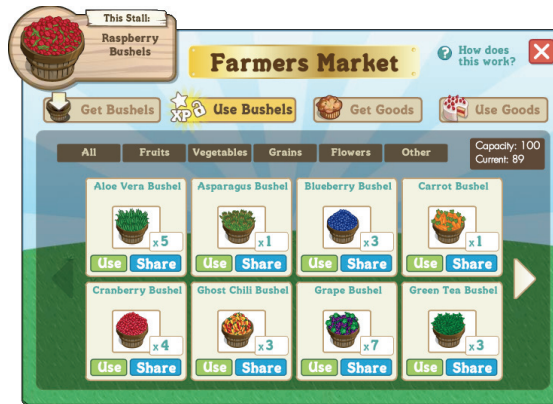 This Stall:
Raspberry
Bushels
Farmers Market
How does
this work?
Get Bushels
XP
Use Bushels
Get Goods
Use Goods
All
Fruits
Vegetables
Grains
Flowers
Other
Capacity: 100
Current: 89
Aloe Vera Bushel
Asparagus Bushel
Blueberry Bushel
Carrot Bushel
x5
x1
x3
x1
Use Share
Use Share
Use Share
Use Share
Cranberry Bushel
Ghost Chili Bushel
Grape Bushel
Green Tea Bushel
x4
x3
x7
x3
Use Share
Use Share
Use Share
Use Share